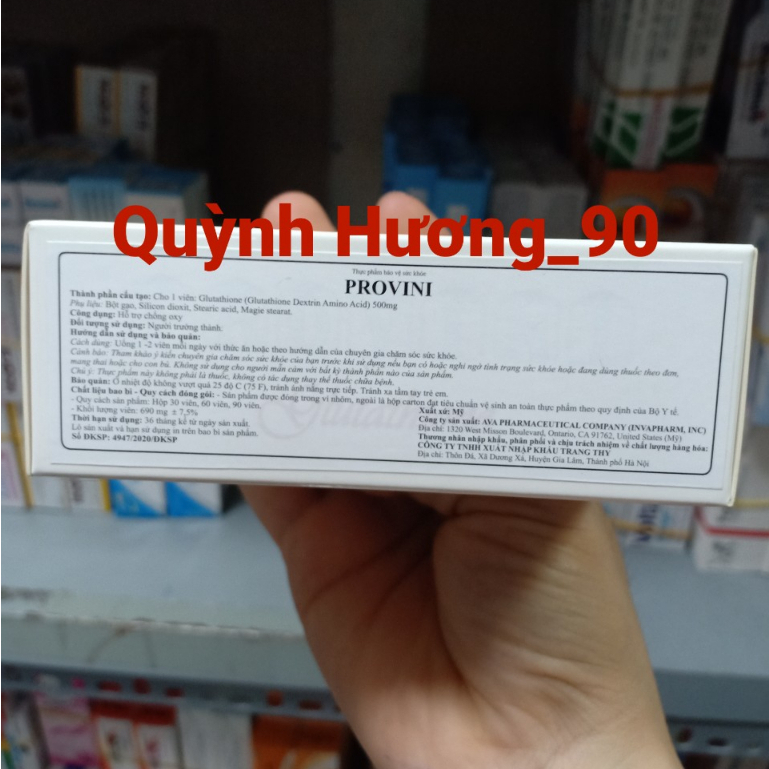 Quỳnh Hương_90
Thực phẩm bảo vệ sức khỏe
PROVINI
Thành phần cấu tạo: Cho 1 viên: Glutathione (Glutathione Dextrin Amino Acid) 500mg
Phụ liệu: Bột gạo, Silicon dioxit, Stearic acid, Magie stearat.
Công dụng: Hỗ trợ chống oxy
Đối tượng sử dụng: Người trưởng thành.
Hướng dẫn sử dụng và bảo quản:
Cách dùng: Uống 1 -2 viên mỗi ngày với thức ăn hoặc theo hướng dẫn của chuyên gia chăm sóc sức khỏe.
Cảnh báo: Tham khảo ý kiến chuyên gia chăm sóc sức khỏe của bạn trước khi sử dụng nếu bạn có hoặc nghi ngờ tình trạng sức khỏe hoặc đang dùng thuốc theo đơn,
mang thai hoặc cho con bú. Không sử dụng cho người mẫn cảm với bất kỳ thành phần nào của sản phẩm.
Chú ý: Thực phẩm này không phải là thuốc, không có tác dụng thay thế thuốc chữa bệnh.
Bảo quản: Ở nhiệt độ không vượt quá 25 độ C (75 F), tránh ánh nắng trực tiếp. Tránh xa tầm tay trẻ em.
Chất liệu bao bì - Quy cách đóng gói: - Sản phẩm được đóng trong vỉ nhôm, ngoài là hộp carton đạt tiêu chuẩn vệ sinh an toàn thực phẩm theo quy định của Bộ Y tế.
- Quy cách sản phẩm: Hộp 30 viên, 60 viên, 90 viên.
- Khối lượng viên: 690 mg ± 7,5%
Thời hạn sử dụng: 36 tháng kể từ ngày sản xuất.
Lô sản xuất và hạn sử dụng in trên bao bì sản phẩm.
Số ĐKSP: 4947/2020/ĐKSP
Xuất xứ: Mỹ
Công ty sản xuất: AVA PHARMACEUTICAL COMPANY (INVAPHARM, INC)
Địa chỉ: 1320 West Misson Boulevard, Ontario, CA 91762, United States (Mỹ)
Thương nhân nhập khẩu, phân phối và chịu trách nhiệm về chất lượng hàng hóa:
CÔNG TY TNHH XUẤT NHẬP KHẨU TRANG THY
Địa chỉ: Thôn Đá, Xã Dương Xá, Huyện Gia Lâm, Thành phố Hà Nội